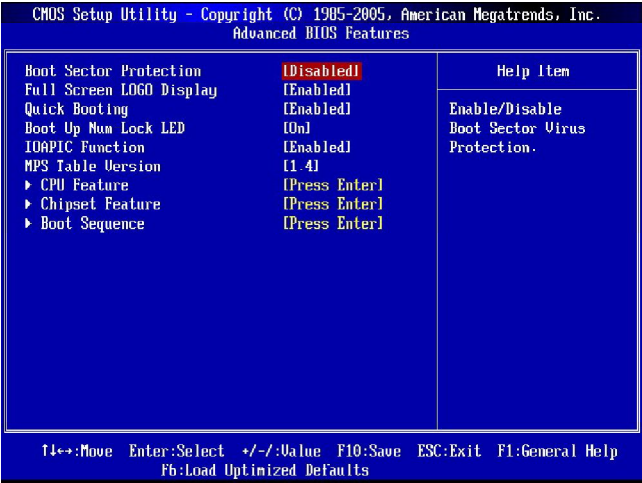 CMOS Setup Utility - Copyright (C) 1985-2005, American Megatrends, Inc.
Advanced BIOS Features
Boot Sector Protection [Disabled]
Full Screen LOGO Display [Enabled]
Quick Booting [Enabled]
Boot Up Num Lock LED [On]
IOAPIC Function [Enabled]
MPS Table Version [1.4]
CPU Feature [Press Enter]
Chipset Feature [Press Enter]
Boot Sequence [Press Enter]
Help Item
Enable/Disable
Boot Sector Virus
Protection.
↑↓←→:Move Enter:Select +/-/:Value F10:Save ESC:Exit F1:General Help
F6:Load Optimized Defaults